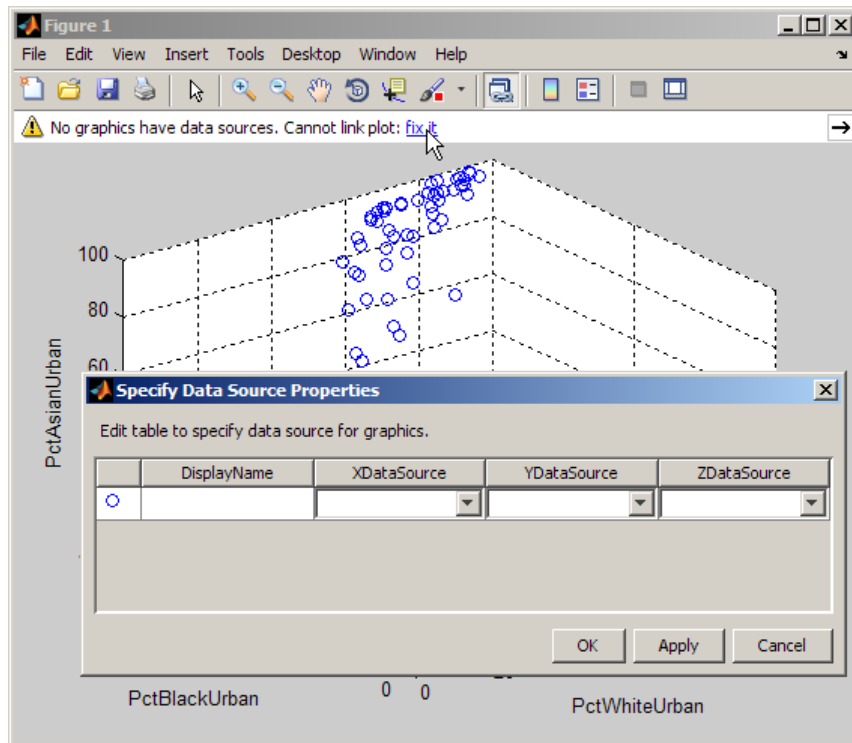 Figure 1
File Edit View Insert Tools Desktop Window Help
No graphics have data sources. Cannot link plot: fix it
100
80
60
PctAsianUrban
Specify Data Source Properties
Edit table to specify data source for graphics.
DisplayName XDataSource YDataSource ZDataSource
OK Apply Cancel
0 0
PctBlackUrban PctWhiteUrban